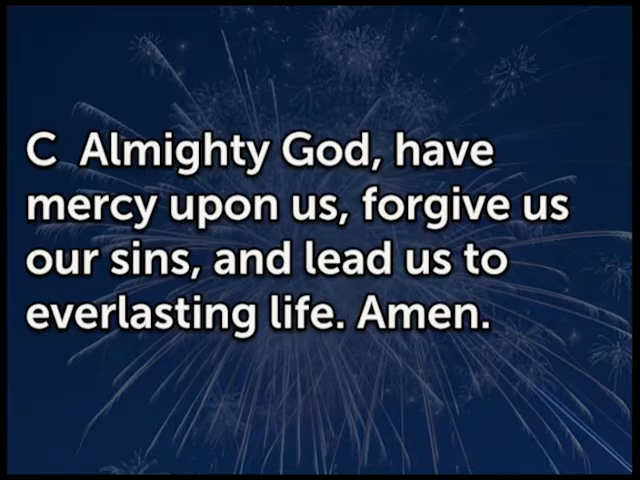 C Almighty God, have
mercy upon us, forgive us
our sins, and lead us to
everlasting life. Amen.